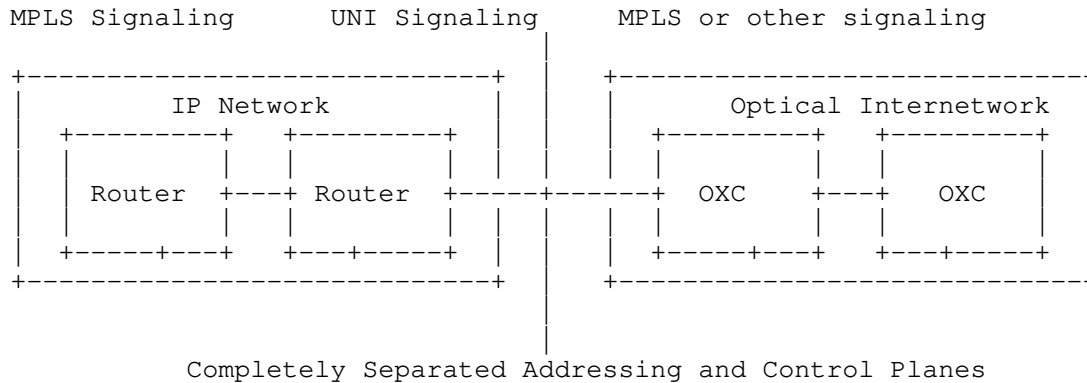 MPLS Signaling UNI Signaling MPLS or other signaling
IP Network Optical Internetwork
Router Router OXC OXC
Completely Separated Addressing and Control Planes